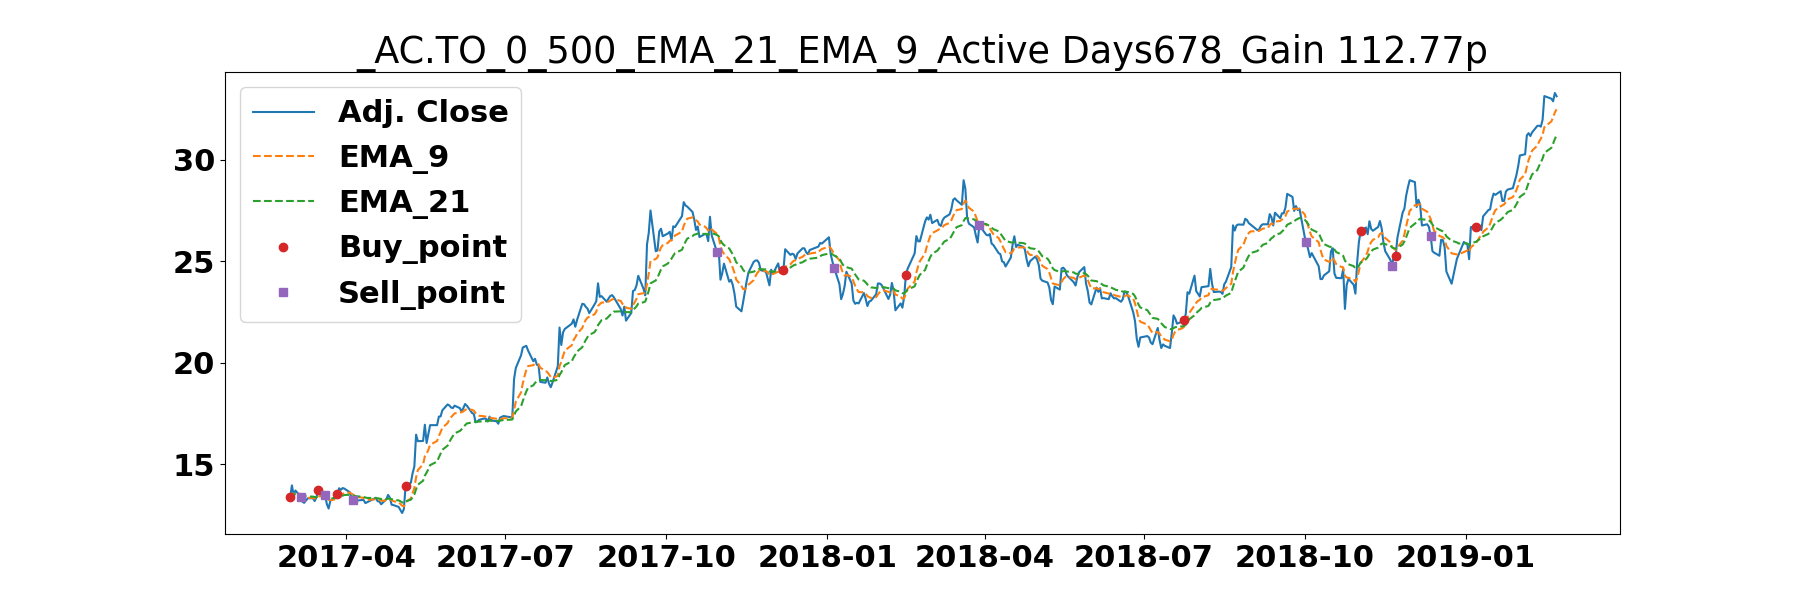 _AC.TO_0_500_EMA_21_EMA_9_Active Days678_Gain 112.77p
Adj. Close
EMA_9
EMA_21
Buy_point
Sell_point
30
25
20
15
2017-04 2017-07 2017-10 2018-01 2018-04 2018-07 2018-10 2019-01